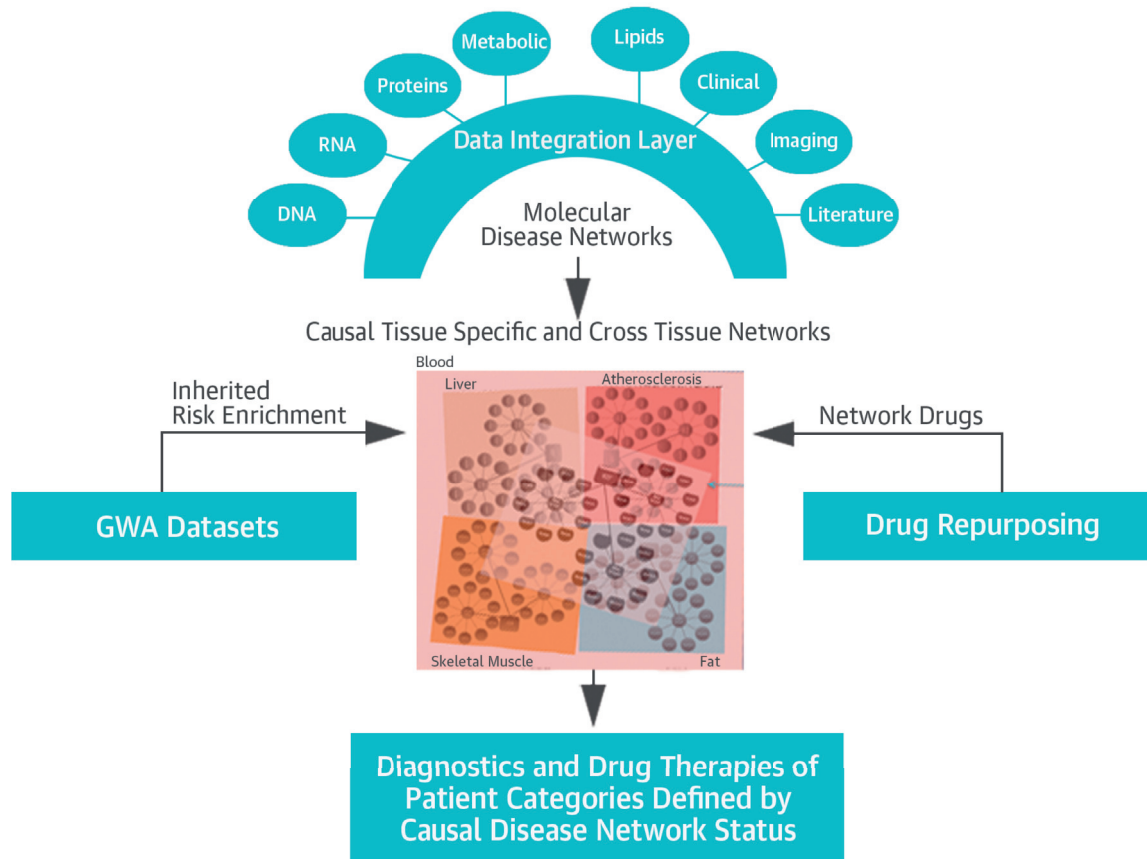 Metabolic
Lipids
Proteins
Clinical
RNA
Data Integration Layer
Imaging
DNA
Molecular
Disease Networks
Literature
Causal Tissue Specific and Cross Tissue Networks
Blood
Liver
Atherosclerosis
Inherited
Risk Enrichment
Network Drugs
GWA Datasets
Drug Repurposing
Skeletal Muscle
Fat
Diagnostics and Drug Therapies of
Patient Categories Defined by
Causal Disease Network Status